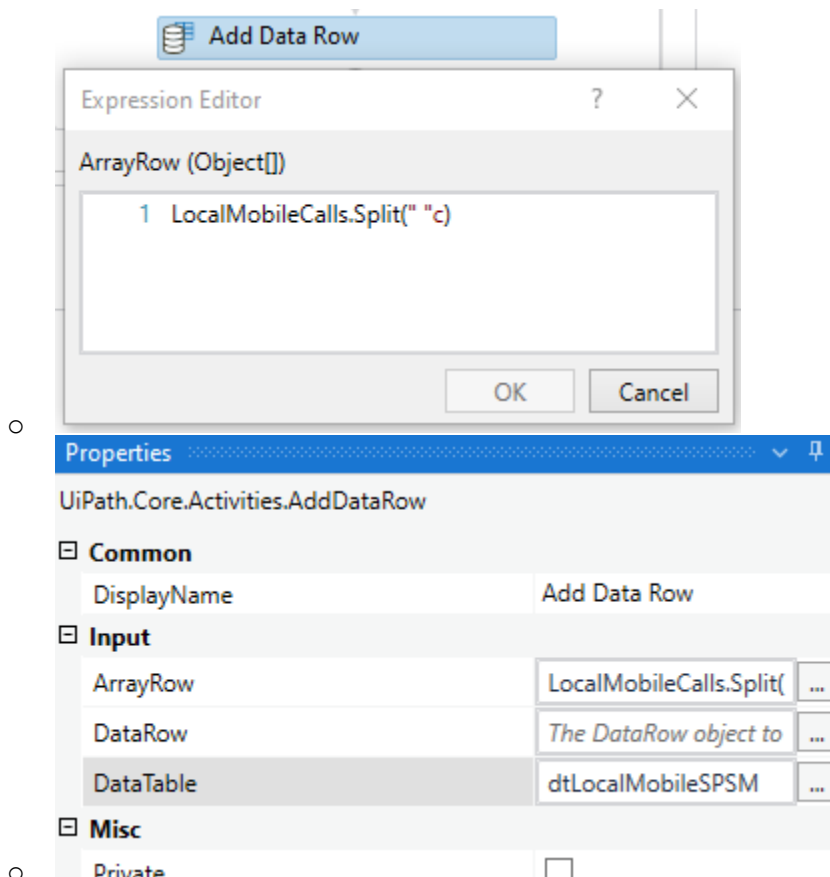 Add Data Row
Expression Editor ?
ArrayRow (Object[])
1 LocalMobileCalls.Split(" "c)
OK Cancel
Properties
UiPath.Core.Activities.AddDataRow
Common
DisplayName Add Data Row
Input
ArrayRow LocalMobileCalls.Split( ...
DataRow The DataRow object to ...
DataTable dtLocalMobileSPSM ...
Misc
Private